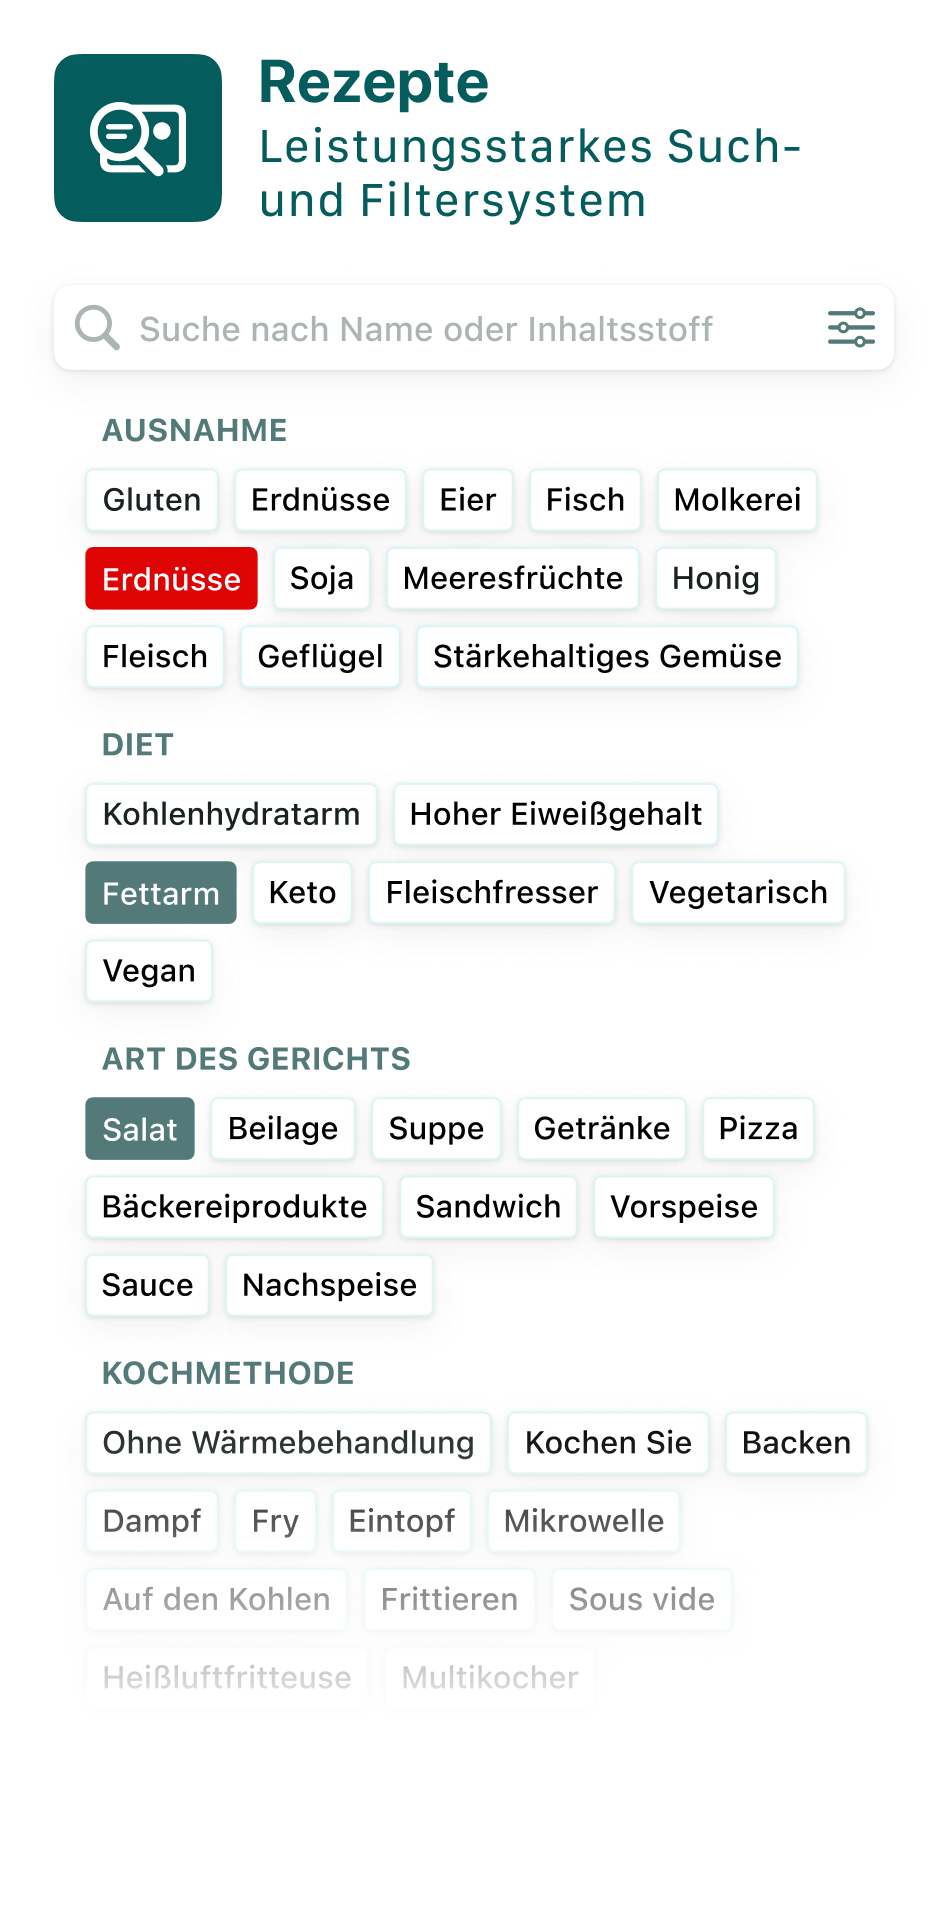 Rezepte
Leistungsstarkes Such-
und Filtersystem
Suche nach Name oder Inhaltsstoff
AUSNAHME
Gluten Erdnüsse Eier Fisch Molkerei
Erdnüsse Soja Meeresfrüchte Honig
Fleisch Geflügel Stärkehaltiges Gemüse
DIET
Kohlenhydratarm Hoher Eiweißgehalt
Fettarm Keto Fleischfresser Vegetarisch
Vegan
ART DES GERICHTS
Salat Beilage Suppe Getränke Pizza
Bäckereiprodukte Sandwich Vorspeise
Sauce Nachspeise
KOCHMETHODE
Ohne Wärmebehandlung Kochen Sie Backen
Dampf Fry Eintopf Mikrowelle
Auf den Kohlen Frittieren Sous vide
Heißluftfritteuse Multikocher